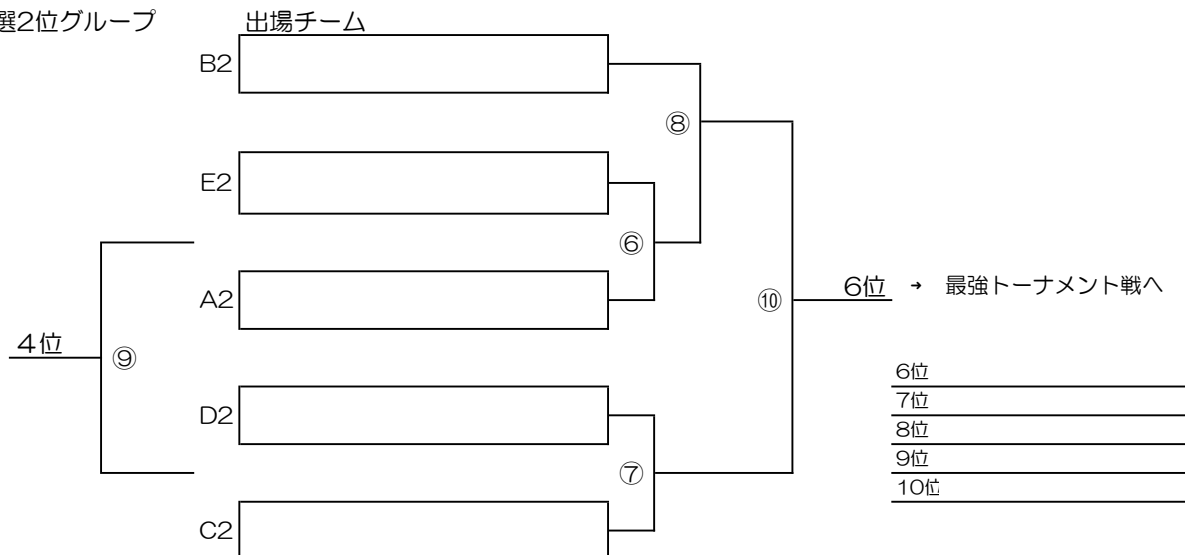 選2位グループ 出場チーム
B2
⑧
E2
⑥
A2
⑩
6位 → 最強トーナメント戦へ
4位
⑨
6位
D2
7位
8位
⑦
9位
10位
C2